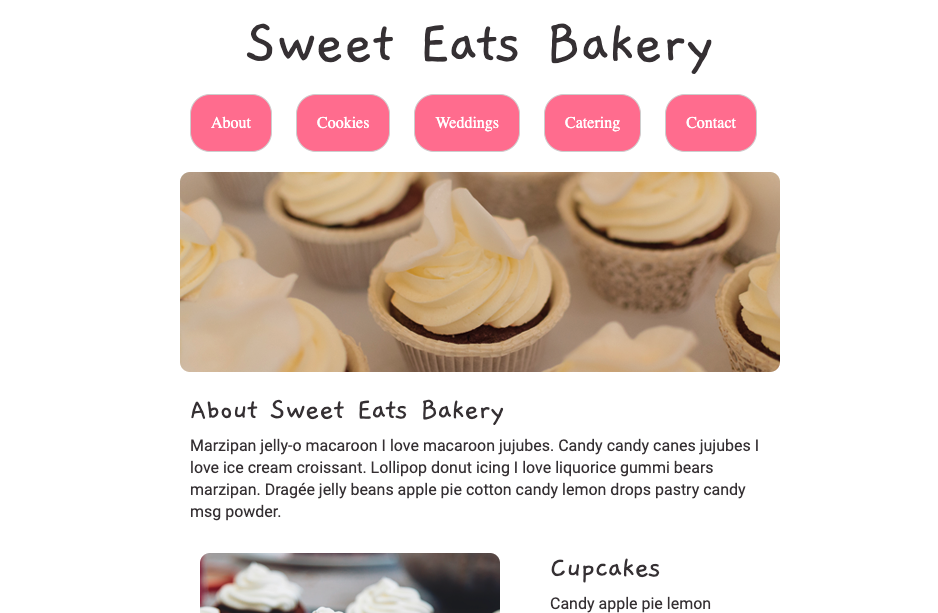 Sweet Eats Bakery
About Cookies Weddings Catering Contact
About Sweet Eats Bakery
Marzipan jelly-o macaroon I love macaroon jujubes. Candy candy canes jujubes I
love ice cream croissant. Lollipop donut icing I love liquorice gummi bears
marzipan. Dragée jelly beans apple pie cotton candy lemon drops pastry candy
msg powder.
Cupcakes
Candy apple pie lemon